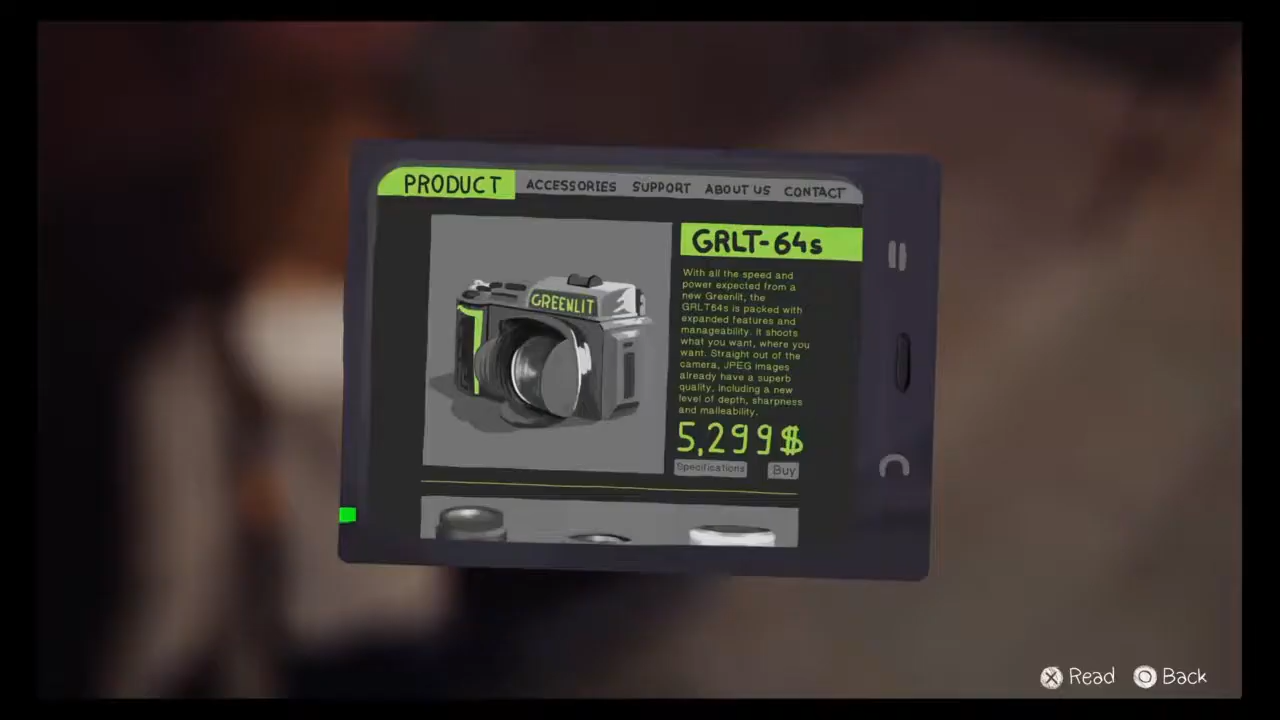 PRODUCT ACCESSORIES SUPPORT ABOUT US CONTACT
GREENLIT
GRLT-64s
With all the speed and
power expected from a
new Greenlit, the
GRLT64s is packed with
expanded features and
manageability. It shoots
what you want, where you
want. Straight out of the
camera, JPEG images
already have a superb
quality, including a new
level of depth, sharpness
and malleability.
5,299$
Specifications Buy
Read Back